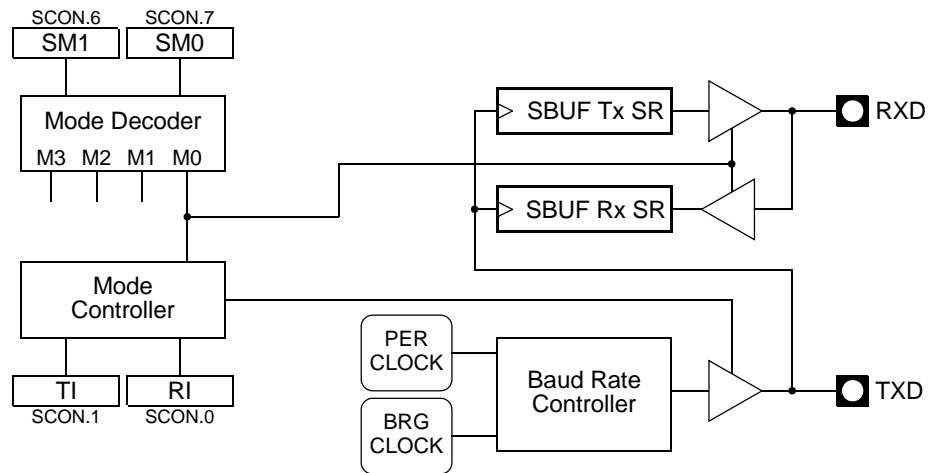 SCON.6 SCON.7
SM1 SM0
Mode Decoder
M3 M2 M1 M0
SBUF Tx SR
RXD
SBUF Rx SR
Mode
Controller
TI RI
SCON.1 SCON.0
PER
CLOCK
BRG
CLOCK
Baud Rate
Controller
TXD